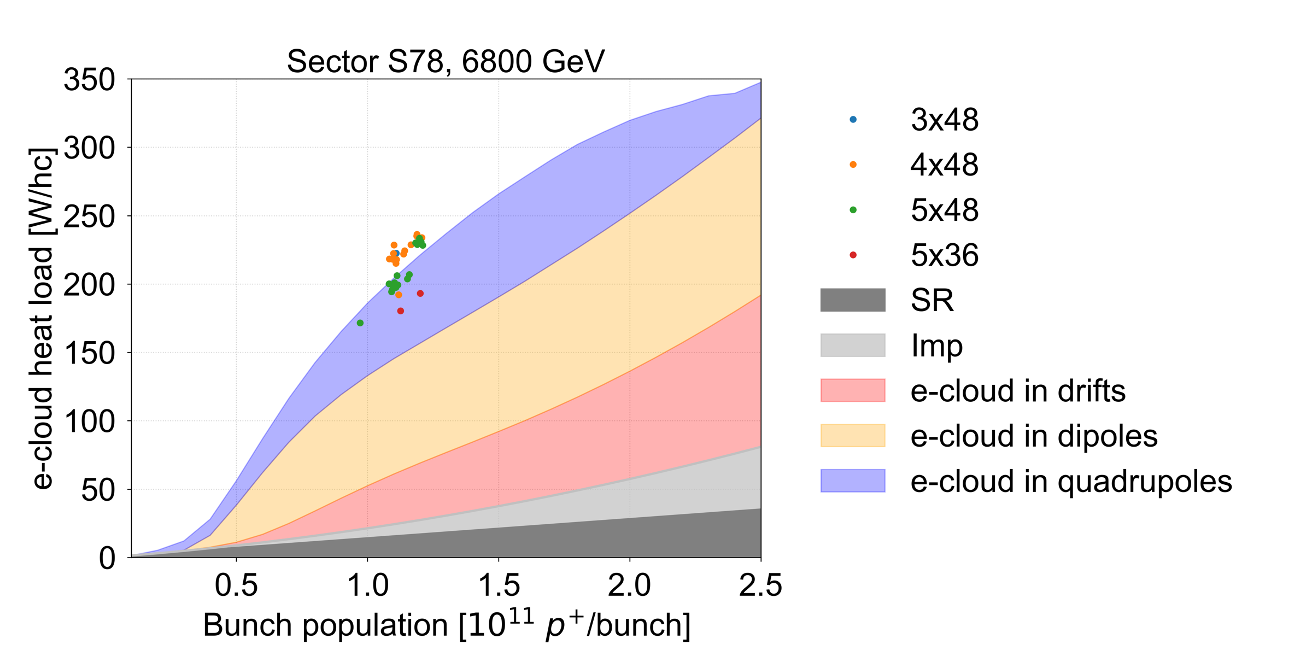 Sector S78, 6800 GeV
350
300
250
200
150
100
50
0
e-cloud heat load [W/hc]
0.5 1.0 1.5 2.0 2.5
Bunch population [10¹¹ p⁺/bunch]
3x48
4x48
5x48
5x36
SR
Imp
e-cloud in drifts
e-cloud in dipoles
e-cloud in quadrupoles